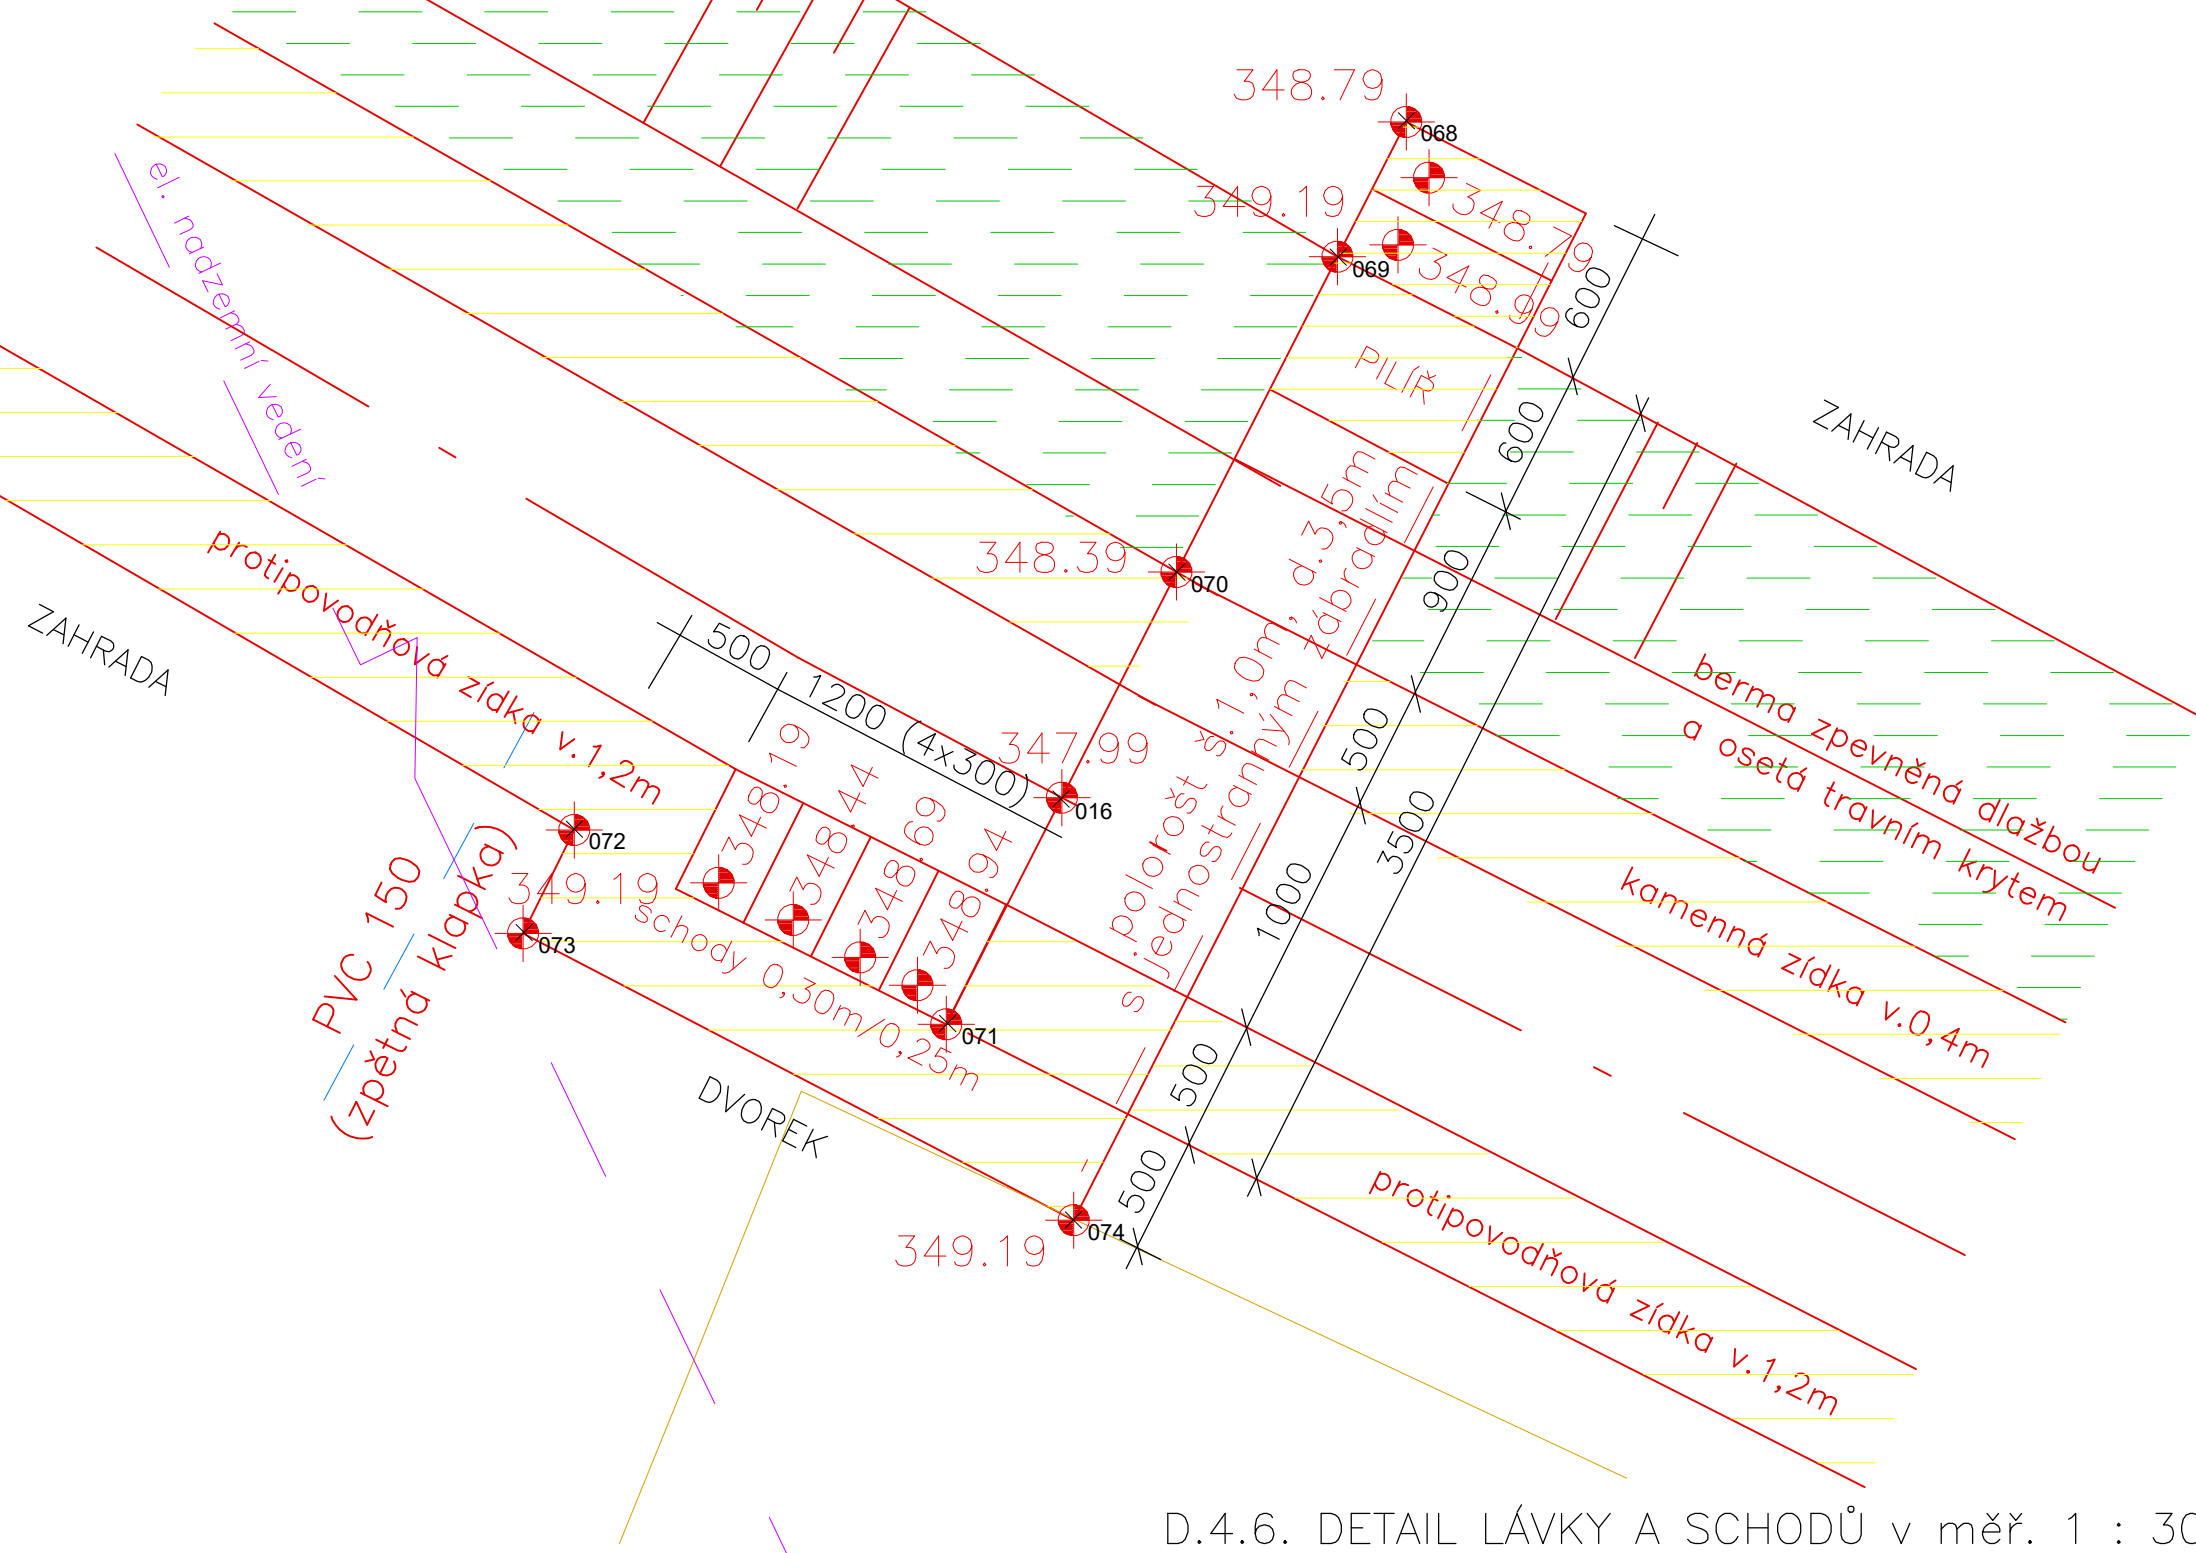 348.79
068
349.19
069
348.79
348.99
600
PILÍŘ
600
ZAHRADA
el. nadzemní vedení
348.39
070
900
s polorošt š.1,0m, d.3,5m
jednostranným zábradlím
protipovodňová zídka v.1,2m
ZAHRADA
500
1200 (4x300)
347.99
016
500
3500
1000
berma zpevněná dlažbou
a osetá travním krytem
kamenná zídka v.0,4m
348.19
348.44
348.69
348.94
072
349.19
073
schody 0,30m/0,25m
071
PVC 150
(zpětná klapka)
DVOREK
500
500
349.19
074
protipovodňová zídka v.1,2m
D.4.6. DETAIL LÁVKY A SCHODŮ v měř. 1 : 30